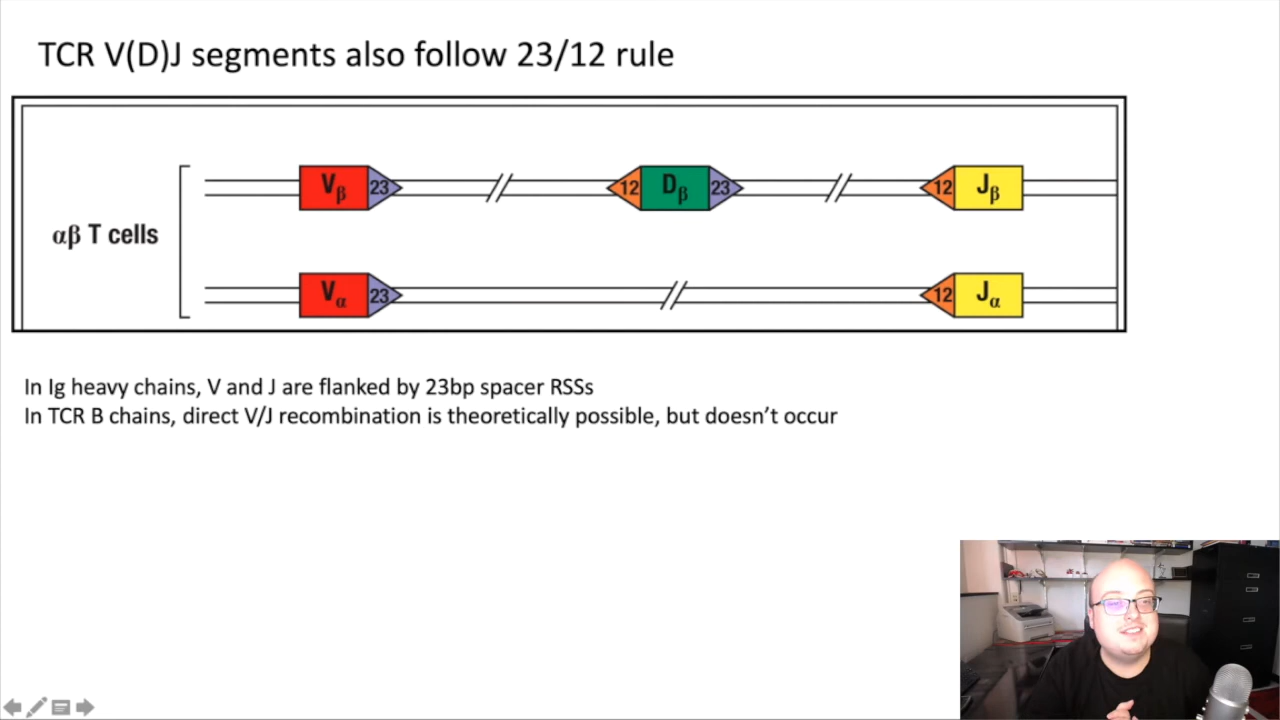 TCR V(D)J segments also follow 23/12 rule
αβ T cells
Vβ 23 12 Dβ 23 12 Jβ
Vα 23 12 Jα
In Ig heavy chains, V and J are flanked by 23bp spacer RSSs
In TCR B chains, direct V/J recombination is theoretically possible, but doesn't occur